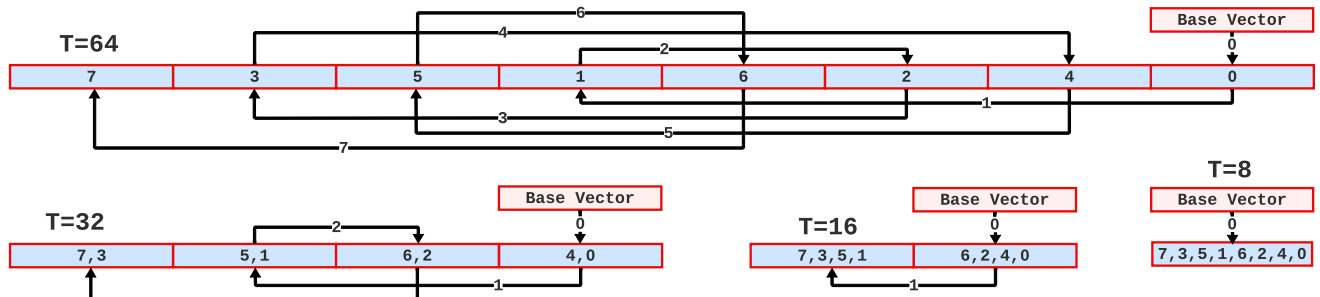 6
4
Base Vector
T=64
2
0
7 3 5 1 6 2 4 0
1
3
5
7
T=8
Base Vector
Base Vector
Base Vector
T=32
2
0
T=16
0
0
7,3 5,1 6,2 4,0
7,3,5,1 6,2,4,0
7,3,5,1,6,2,4,0
1
1